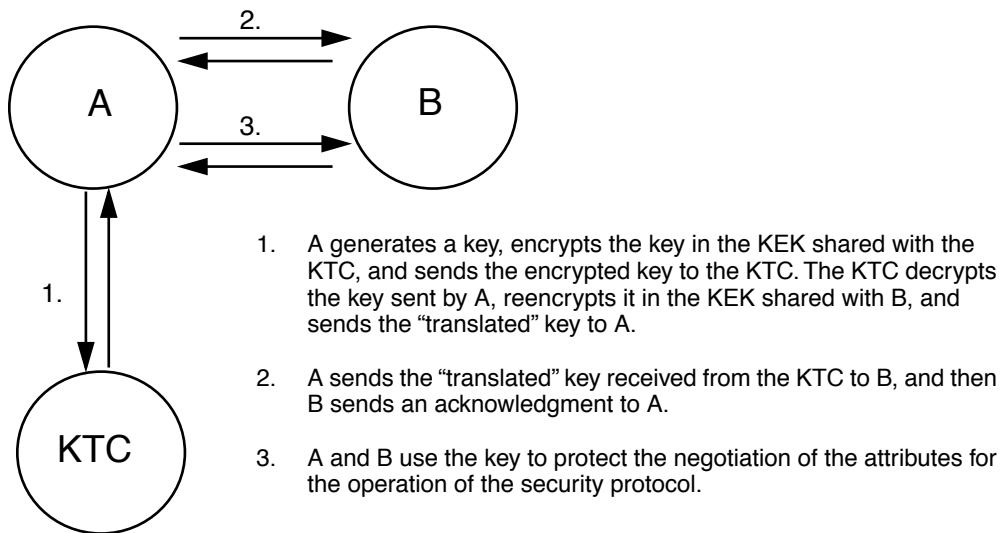 2.
A
B
3.
1.
KTC
1. A generates a key, encrypts the key in the KEK shared with the
KTC, and sends the encrypted key to the KTC. The KTC decrypts
the key sent by A, reencrypts it in the KEK shared with B, and
sends the “translated” key to A.
2. A sends the “translated” key received from the KTC to B, and then
B sends an acknowledgment to A.
3. A and B use the key to protect the negotiation of the attributes for
the operation of the security protocol.